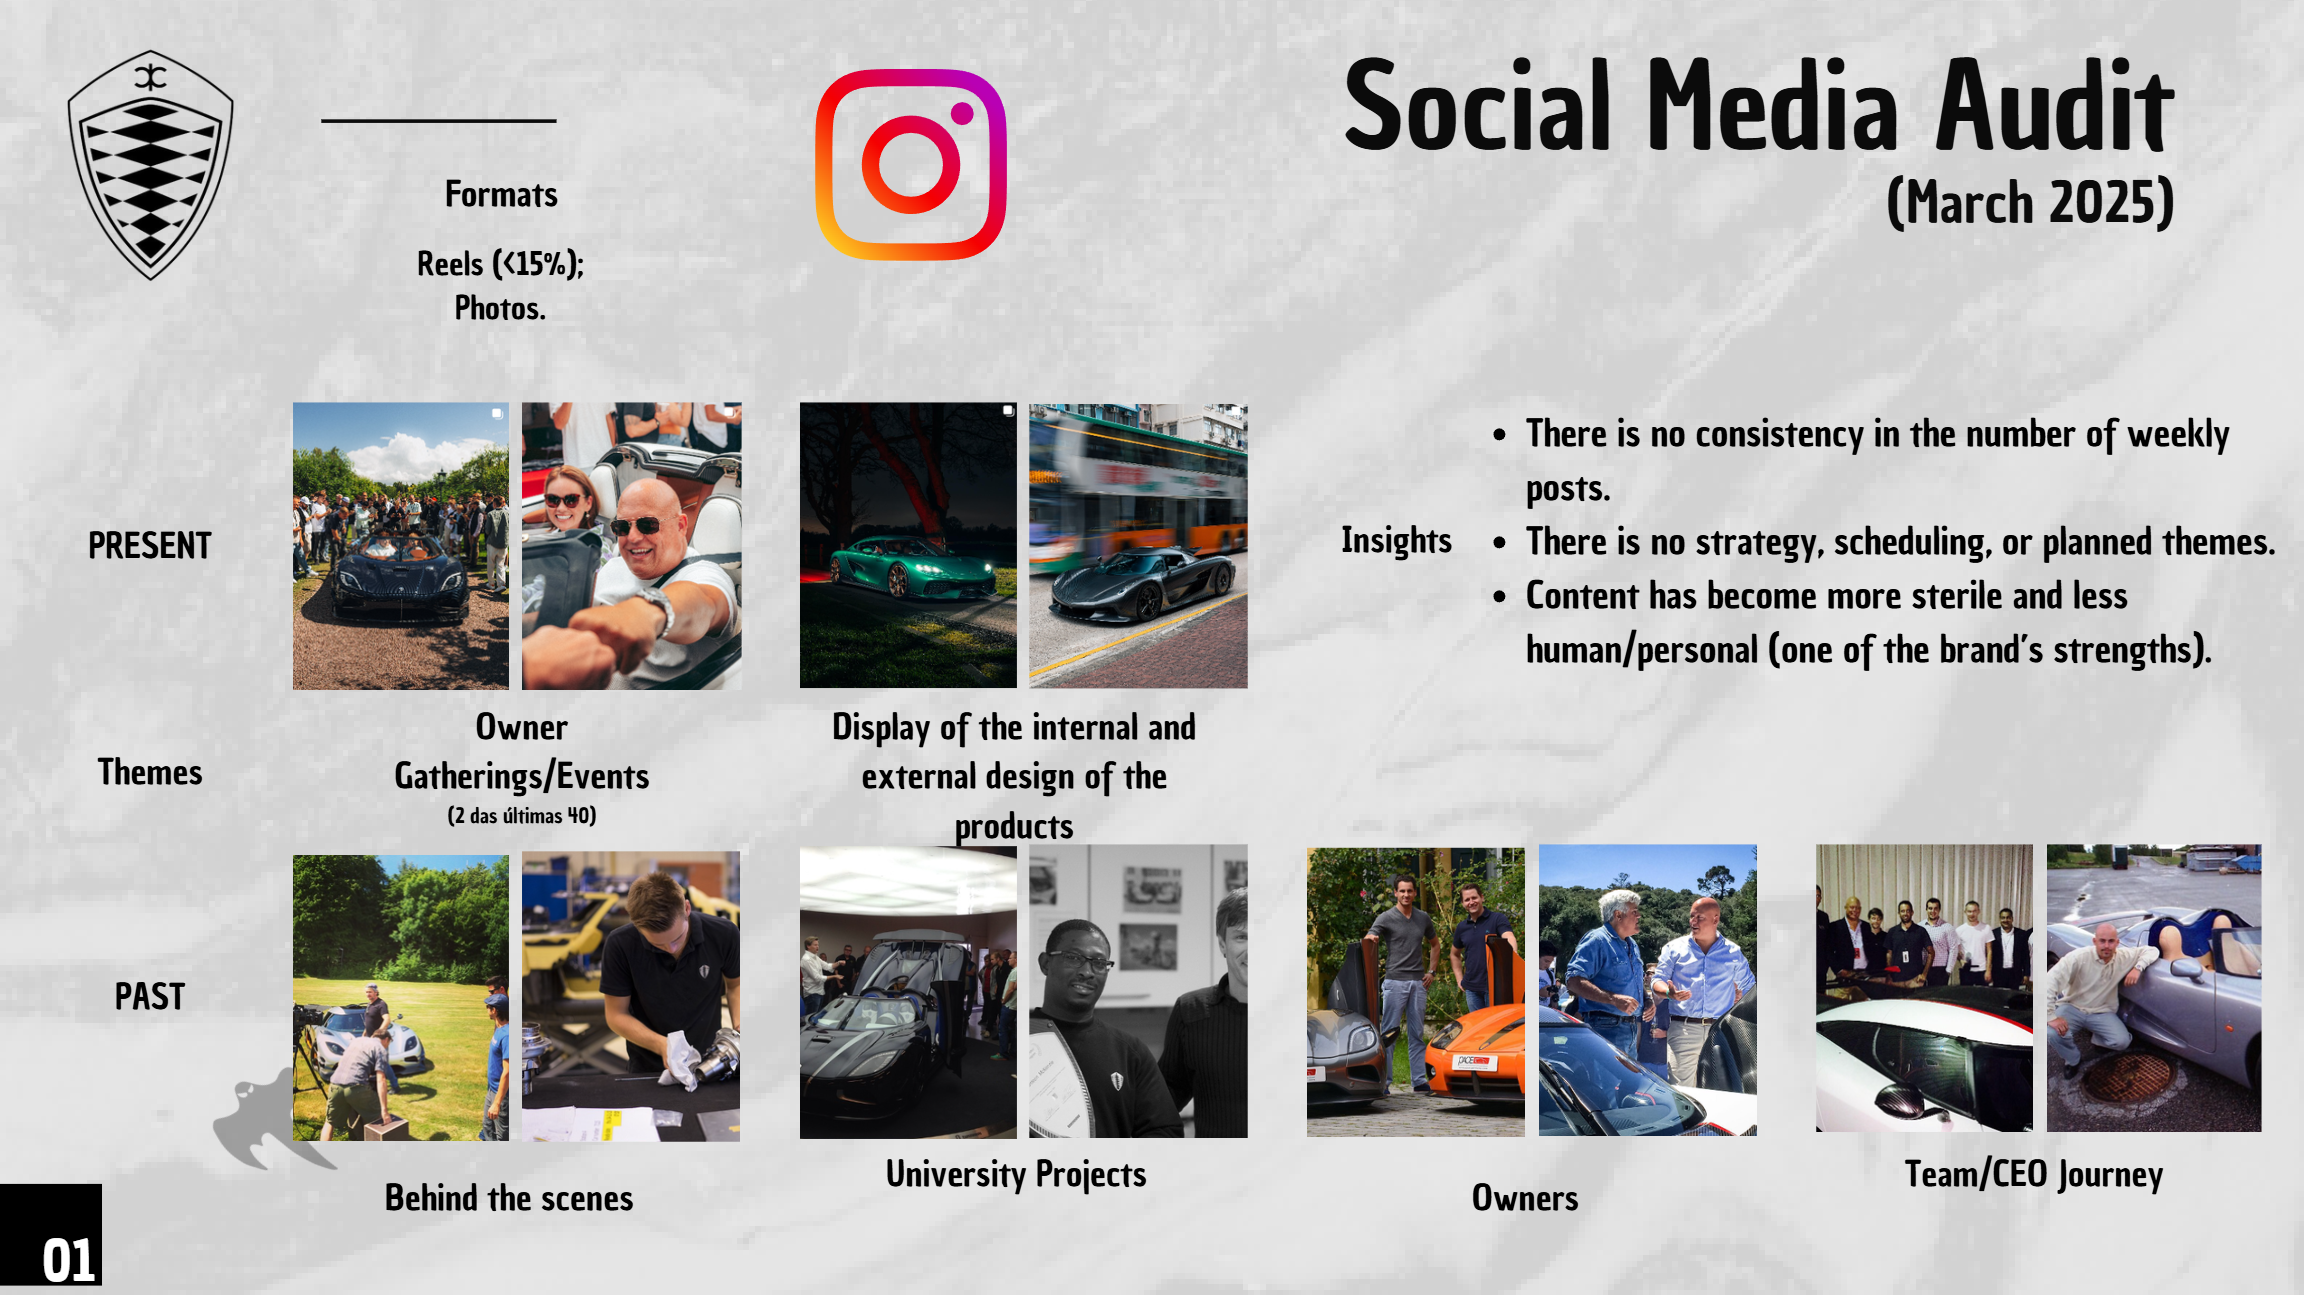 Social Media Audit
(March 2025)
Formats
Reels (<15%);
Photos.
PRESENT
Insights
• There is no consistency in the number of weekly
posts.
• There is no strategy, scheduling, or planned themes.
• Content has become more sterile and less
human/personal (one of the brand's strengths).
Themes
Owner
Gatherings/Events
(2 das últimas 40)
Display of the internal and
external design of the
products
PAST
Behind the scenes
University Projects
Owners
Team/CEO Journey
01